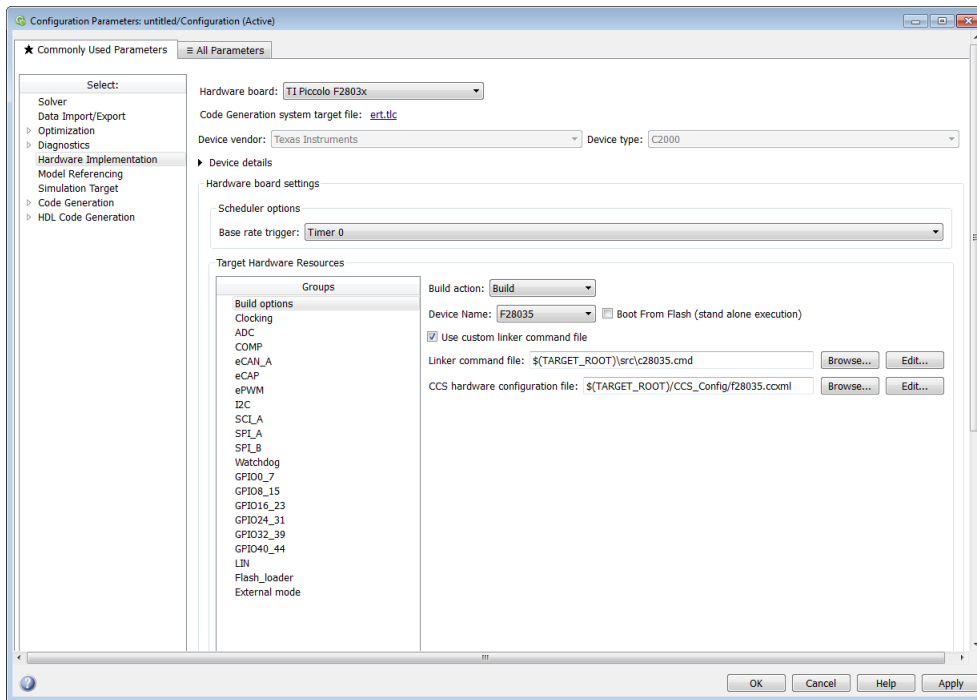 Configuration Parameters: untitled/Configuration (Active)
★ Commonly Used Parameters
≡ All Parameters
Select:
Solver
Data Import/Export
Optimization
Diagnostics
Hardware Implementation
Model Referencing
Simulation Target
Code Generation
HDL Code Generation
Hardware board: TI Piccolo F2803x
Code Generation system target file: ert.tlc
Device vendor: Texas Instruments Device type: C2000
Device details
Hardware board settings
Scheduler options
Base rate trigger: Timer 0
Target Hardware Resources
Groups
Build options
Clocking
ADC
COMP
eCAN_A
eCAP
ePWM
I2C
SCI_A
SPI_A
SPI_B
Watchdog
GPIO0_7
GPIO8_15
GPIO16_23
GPIO24_31
GPIO32_39
GPIO40_44
LIN
Flash_loader
External mode
Build action: Build
Device Name: F28035 Boot From Flash (stand alone execution)
Use custom linker command file
Linker command file: $(TARGET_ROOT)\src\c28035.cmd Browse... Edit...
CCS hardware configuration file: $(TARGET_ROOT)/CCS_Config/f28035.ccxml Browse... Edit...
OK Cancel Help Apply